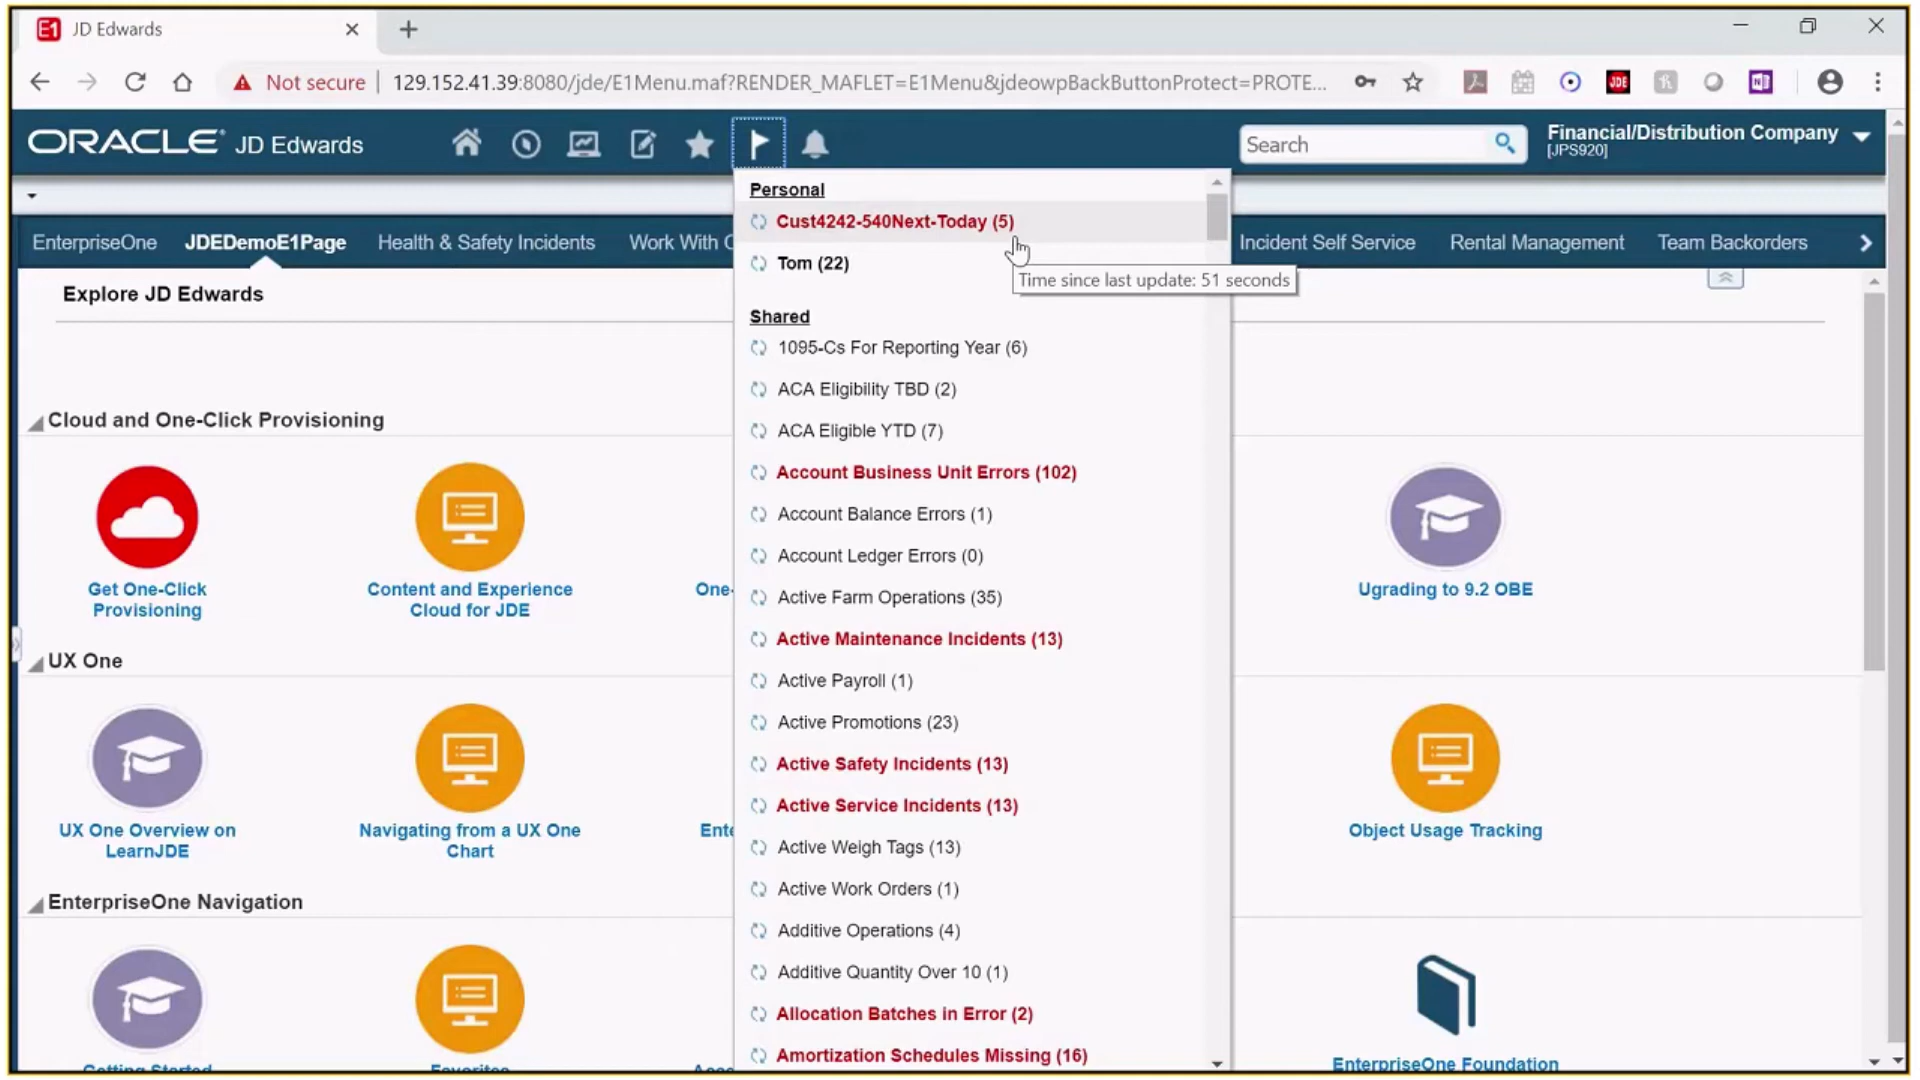 E1 JD Edwards
Not secure 129.152.41.39:8080/jde/E1Menu.maf?RENDER_MAFLET=E1Menu&jdeowpBackButtonProtect=PROTE... JDE
ORACLE JD Edwards
Search
Financial/Distribution Company
[JPS920]
EnterpriseOne JDEDemoE1Page Health & Safety Incidents Work With C Incident Self Service Rental Management Team Backorders
Personal
Cust4242-540Next-Today (5)
Tom (22)
Time since last update: 51 seconds
Shared
1095-Cs For Reporting Year (6)
ACA Eligibility TBD (2)
ACA Eligible YTD (7)
Account Business Unit Errors (102)
Account Balance Errors (1)
Account Ledger Errors (0)
Active Farm Operations (35)
Active Maintenance Incidents (13)
Active Payroll (1)
Active Promotions (23)
Active Safety Incidents (13)
Active Service Incidents (13)
Active Weigh Tags (13)
Active Work Orders (1)
Additive Operations (4)
Additive Quantity Over 10 (1)
Allocation Batches in Error (2)
Amortization Schedules Missing (16)
Explore JD Edwards
Cloud and One-Click Provisioning
Get One-Click
Provisioning
Content and Experience
Cloud for JDE
One-
Ugrading to 9.2 OBE
UX One
UX One Overview on
LearnJDE
Navigating from a UX One
Chart
Ente
Object Usage Tracking
EnterpriseOne Navigation
Getting Started
Favorites
EnterpriseOne Foundation